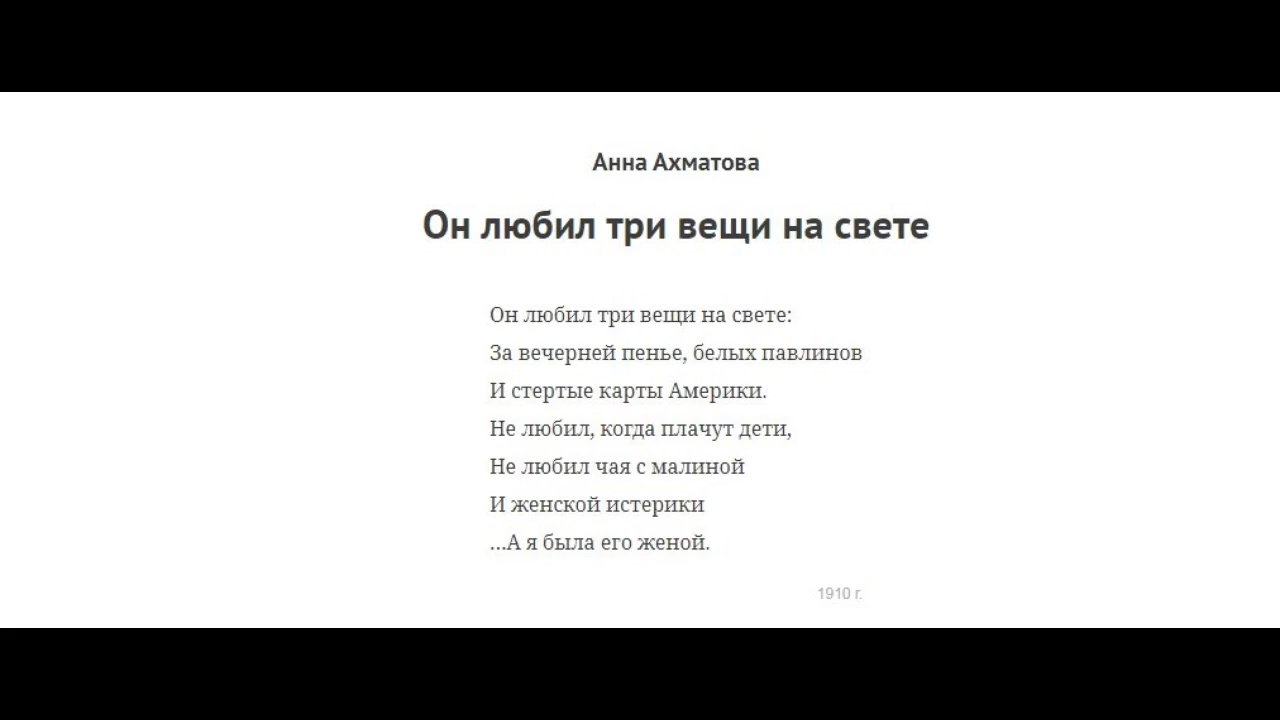 Анна Ахматова
Он любил три вещи на свете
Он любил три вещи на свете:
За вечерней пенье, белых павлинов
И стертые карты Америки.
Не любил, когда плачут дети,
Не любил чая с малиной
И женской истерики
...А я была его женой.
1910 г.